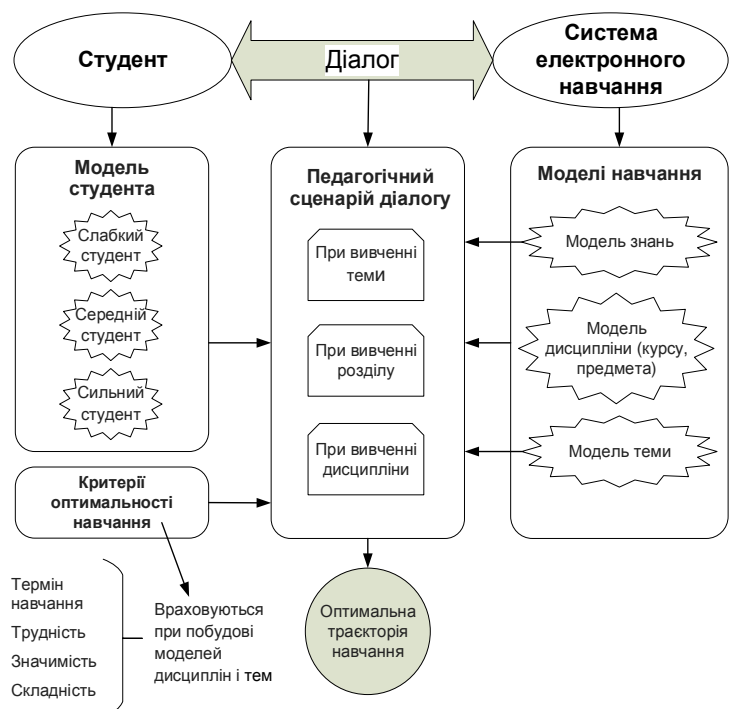 Студент
Діалог
Система
електронного
навчання
Модель
студента
Слабкий
студент
Середній
студент
Сильний
студент
Педагогічний
сценарій діалогу
При вивченні
теми
При вивченні
розділу
При вивченні
дисципліни
Моделі навчання
Модель знань
Модель
дисципліни (курсу,
предмета)
Модель теми
Критерії
оптимальності
навчання
Термін
навчання
Трудність
Значимість
Складність
Враховуються
при побудові
моделей
дисциплін і тем
Оптимальна
траєкторія
навчання